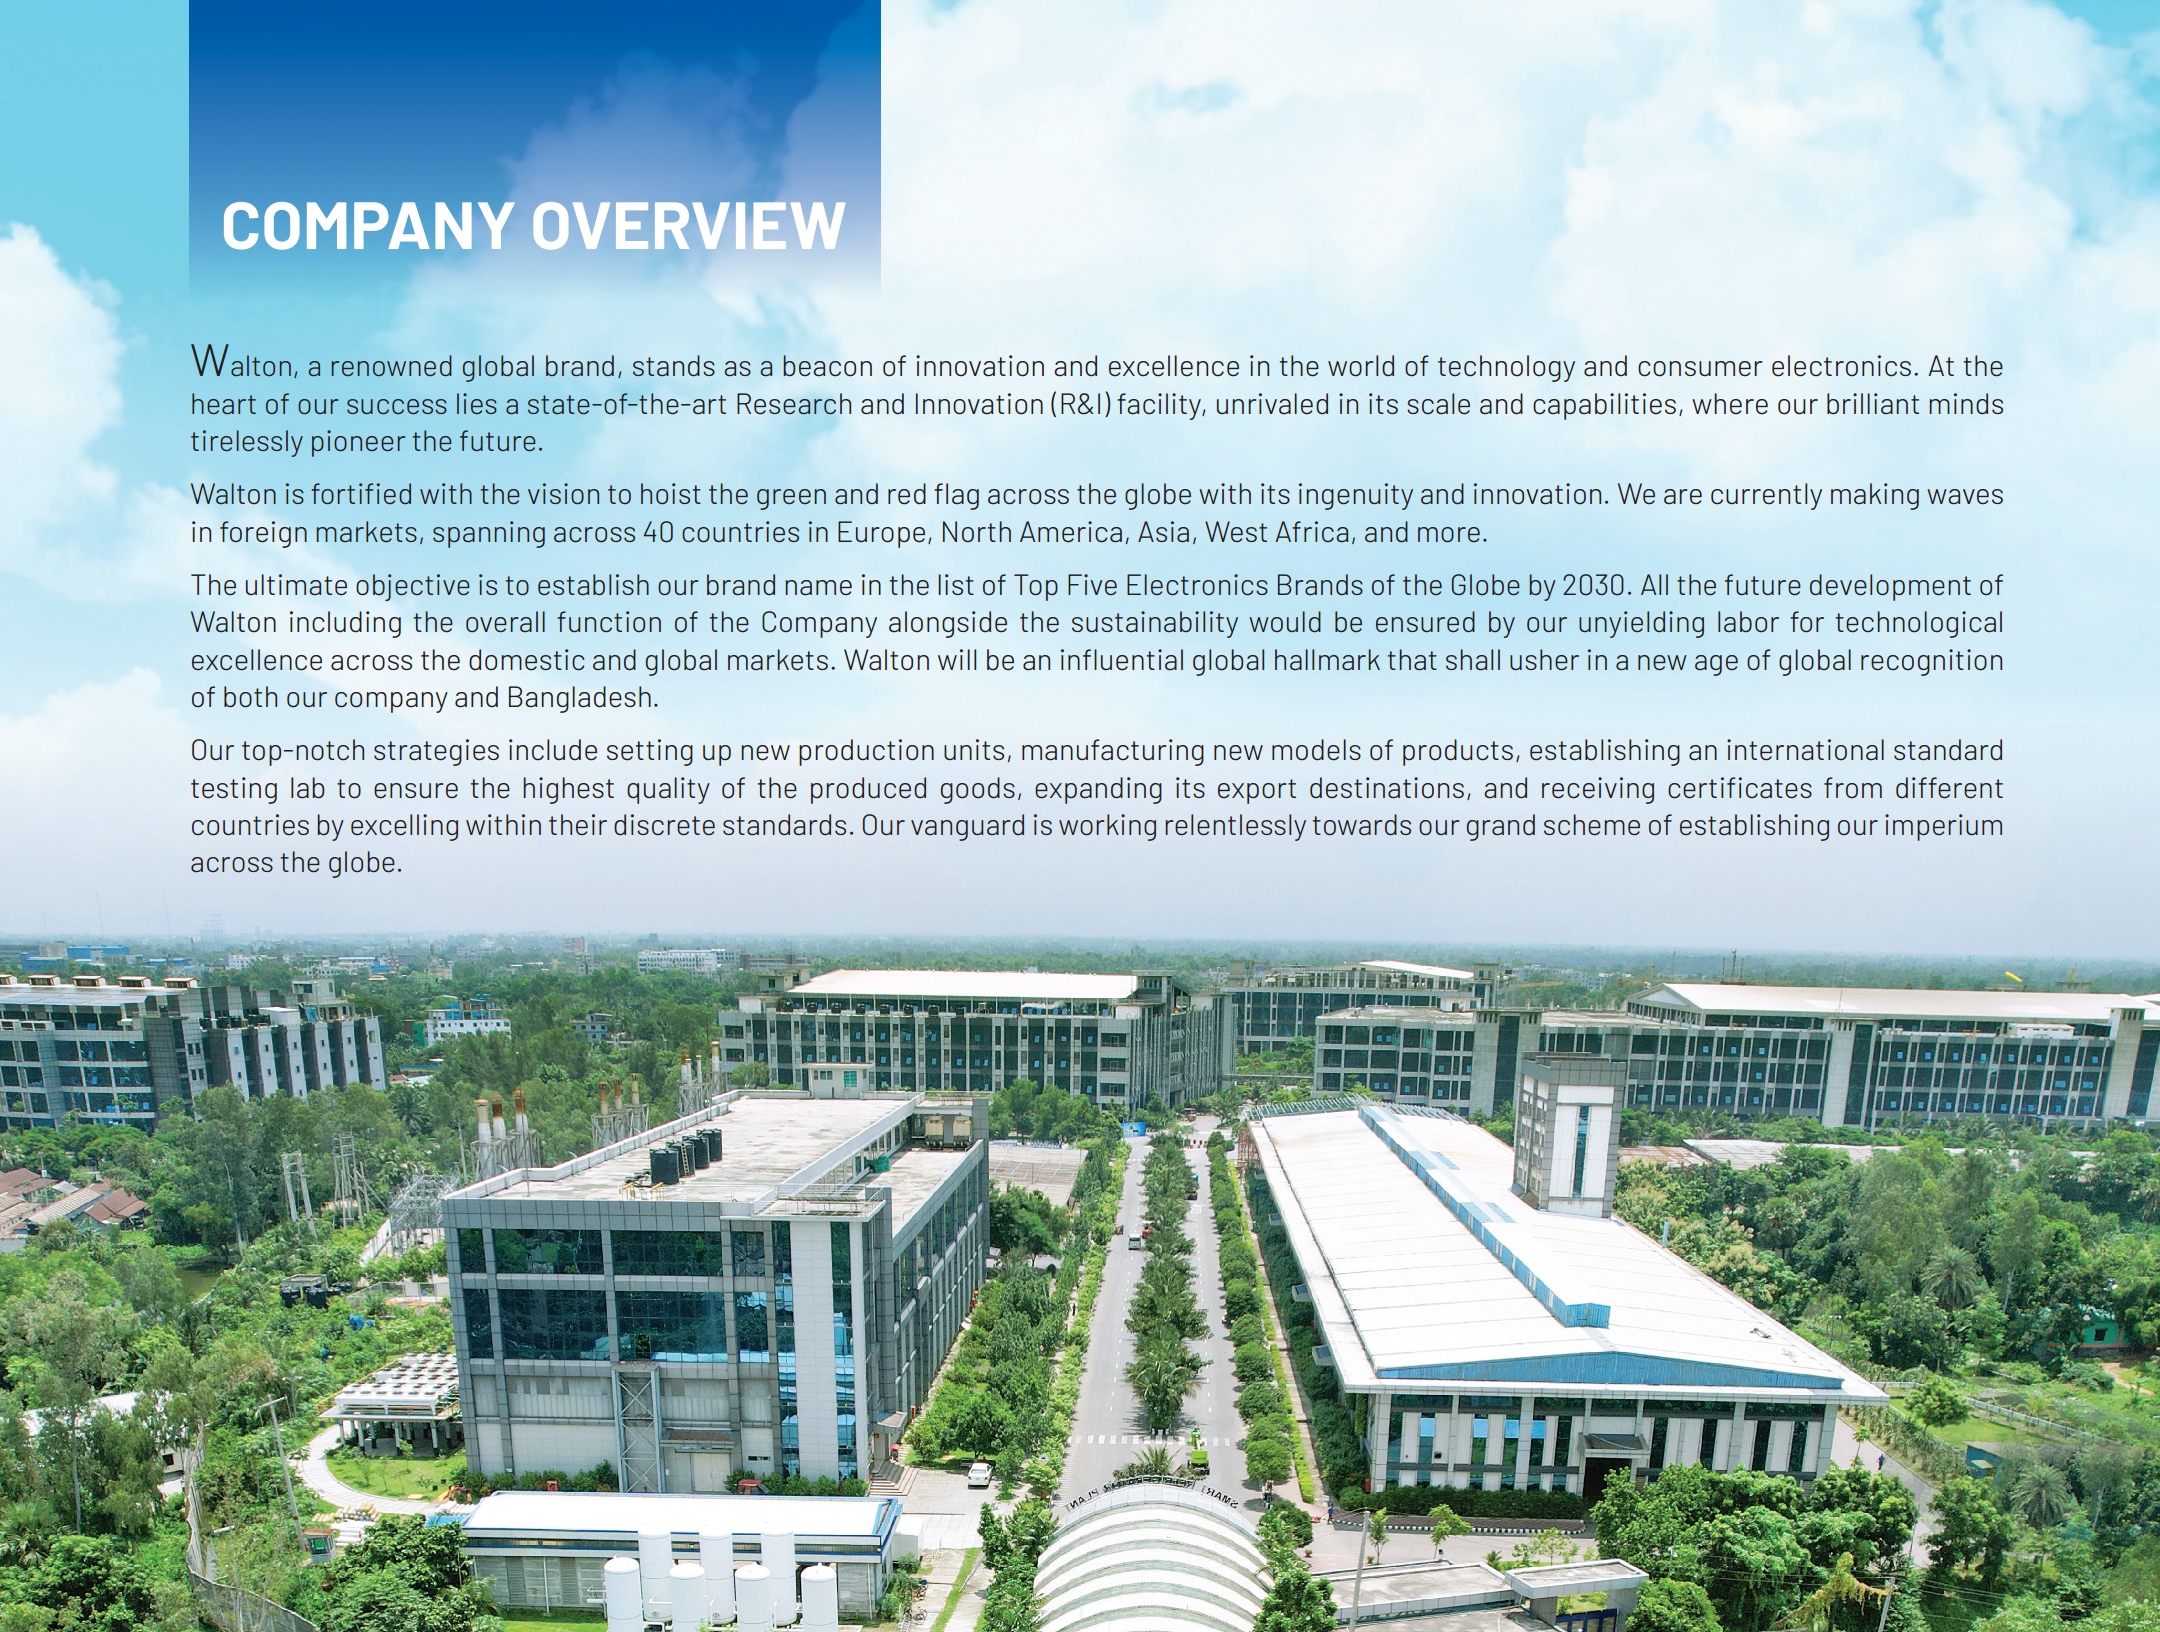 COMPANY OVERVIEW
Walton, a renowned global brand, stands as a beacon of innovation and excellence in the world of technology and consumer electronics. At the
heart of our success lies a state-of-the-art Research and Innovation (R&I) facility, unrivaled in its scale and capabilities, where our brilliant minds
tirelessly pioneer the future.
Walton is fortified with the vision to hoist the green and red flag across the globe with its ingenuity and innovation. We are currently making waves
in foreign markets, spanning across 40 countries in Europe, North America, Asia, West Africa, and more.
The ultimate objective is to establish our brand name in the list of Top Five Electronics Brands of the Globe by 2030. All the future development of
Walton including the overall function of the Company alongside the sustainability would be ensured by our unyielding labor for technological
excellence across the domestic and global markets. Walton will be an influential global hallmark that shall usher in a new age of global recognition
of both our company and Bangladesh.
Our top-notch strategies include setting up new production units, manufacturing new models of products, establishing an international standard
testing lab to ensure the highest quality of the produced goods, expanding its export destinations, and receiving certificates from different
countries by excelling within their discrete standards. Our vanguard is working relentlessly towards our grand scheme of establishing our imperium
across the globe.